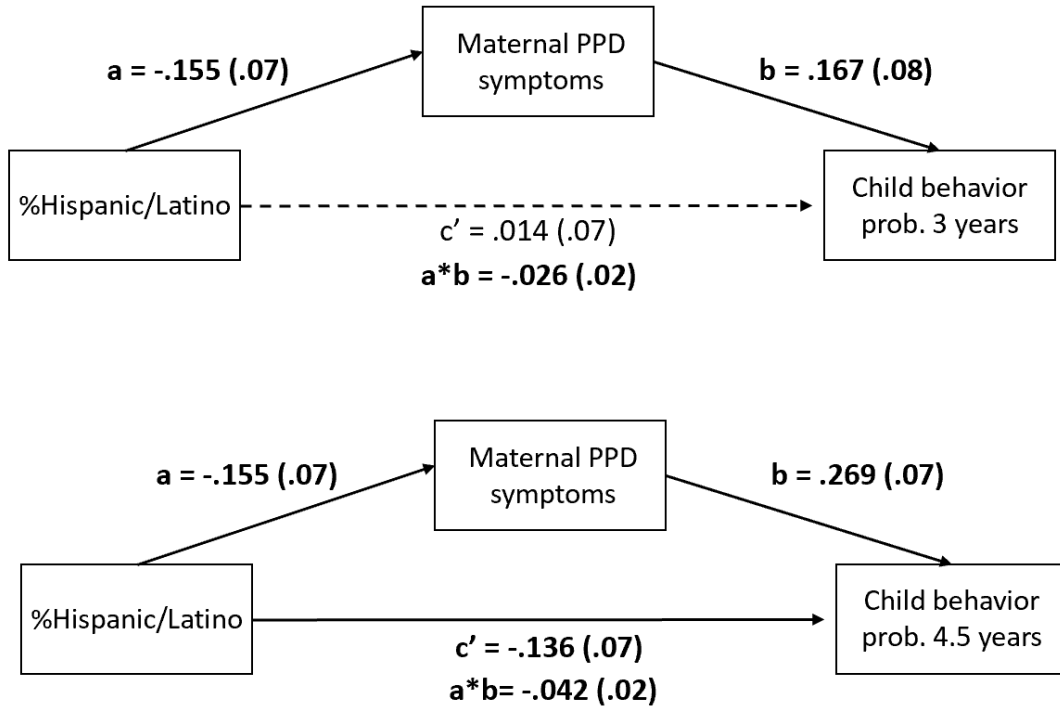 Maternal PPD
symptoms
a = -.155 (.07)
b = .167 (.08)
%Hispanic/Latino
Child behavior
prob. 3 years
c’ = .014 (.07)
a*b = -.026 (.02)
Maternal PPD
symptoms
a = -.155 (.07)
b = .269 (.07)
%Hispanic/Latino
Child behavior
prob. 4.5 years
c’ = -.136 (.07)
a*b= -.042 (.02)